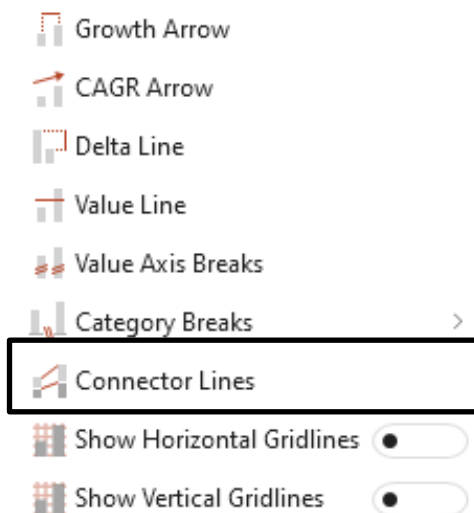 Growth Arrow
CAGR Arrow
Delta Line
Value Line
Value Axis Breaks
Category Breaks
Connector Lines
Show Horizontal Gridlines
Show Vertical Gridlines